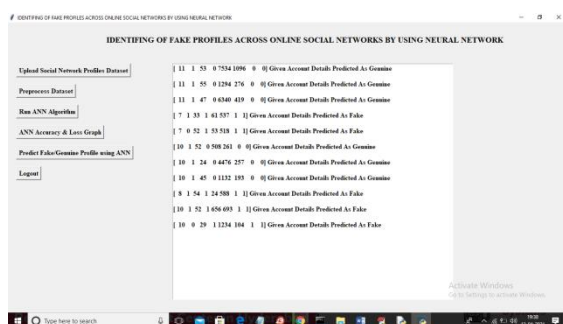 IDENTIFING OF FAKE PROFILES ACROSS ONLINE SOCIAL NETWORKS BY USING NEURAL NETWORK
IDENTIFING OF FAKE PROFILES ACROSS ONLINE SOCIAL NETWORKS BY USING NEURAL NETWORK
Upload Social Network Profiles Dataset
Preprocess Dataset
Run ANN Algorithm
ANN Accuracy & Loss Graph
Predict Fake/Genuine Profile using ANN
Logout
[ 11 1 53 0 7534 1096 0 0] Given Account Details Predicted As Genuine
[ 11 1 55 0 1294 276 0 0] Given Account Details Predicted As Genuine
[ 11 1 47 0 6340 419 0 0] Given Account Details Predicted As Genuine
[ 7 1 33 1 61 537 1 1] Given Account Details Predicted As Fake
[ 7 0 52 1 53 518 1 1] Given Account Details Predicted As Fake
[10 1 52 0 508 261 0 0] Given Account Details Predicted As Genuine
[ 10 1 24 0 4476 257 0 0] Given Account Details Predicted As Genuine
[ 10 1 45 0 1132 193 0 0] Given Account Details Predicted As Genuine
[ 8 1 54 1 24 588 1 1] Given Account Details Predicted As Fake
[10 1 52 1 656 693 1 1] Given Account Details Predicted As Fake
[ 10 0 29 1 1234 104 1 1] Given Account Details Predicted As Fake
Activate Windows
Go to Settings to activate Windows.
Type here to search
19:30